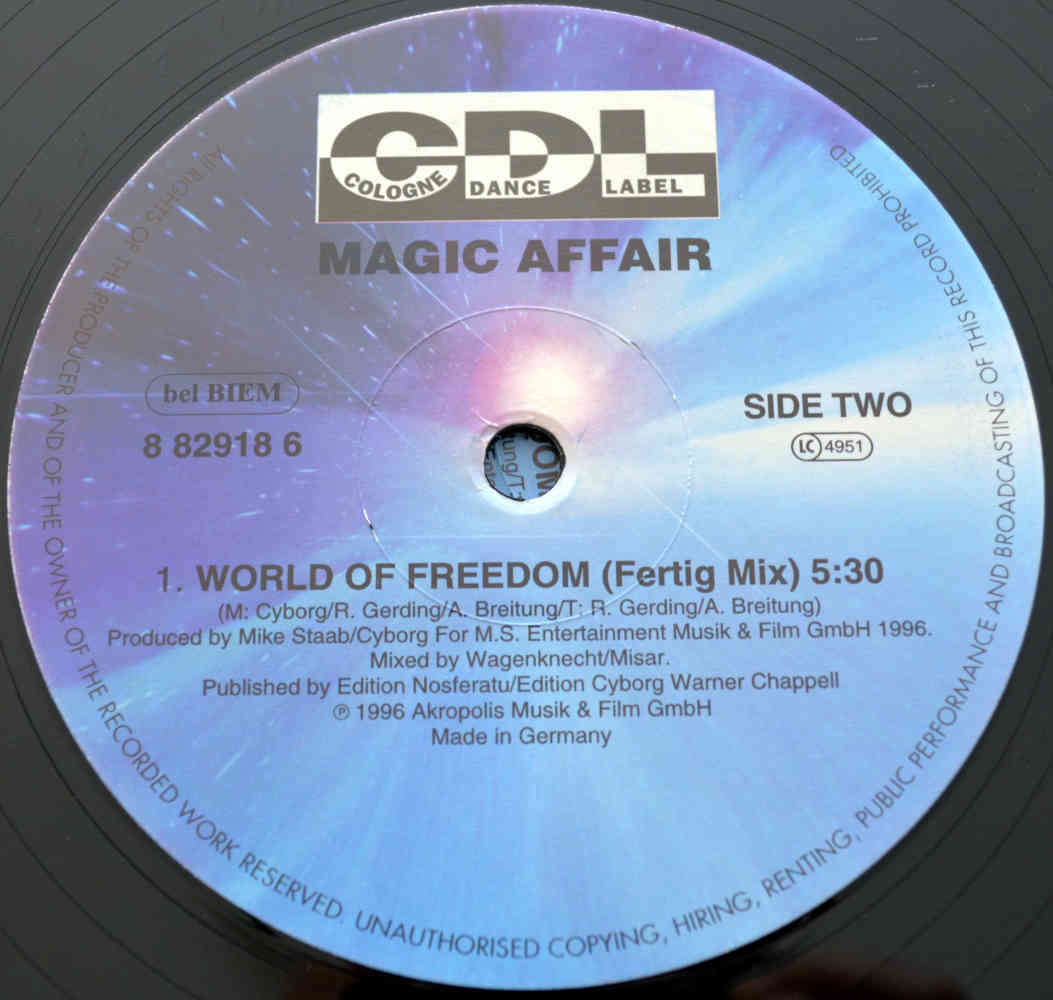 CDL
COLOGNE DANCE LABEL
MAGIC AFFAIR
bel BIEM
8 82918 6
SIDE TWO
LC 4951
1. WORLD OF FREEDOM (Fertig Mix) 5:30
(M: Cyborg/R. Gerding/A. Breitung/T: R. Gerding/A. Breitung)
Produced by Mike Staab/Cyborg For M.S. Entertainment Musik & Film GmbH 1996.
Mixed by Wagenknecht/Misar.
Published by Edition Nosferatu/Edition Cyborg Warner Chappell
℗ 1996 Akropolis Musik & Film GmbH
Made in Germany
All RIGHTS OF THE PRODUCER AND OF THE OWNER OF THE RECORDED WORK RESERVED. UNAUTHORISED COPYING, HIRING, RENTING, PUBLIC PERFORMANCE AND BROADCASTING OF THIS RECORD PROHIBITED